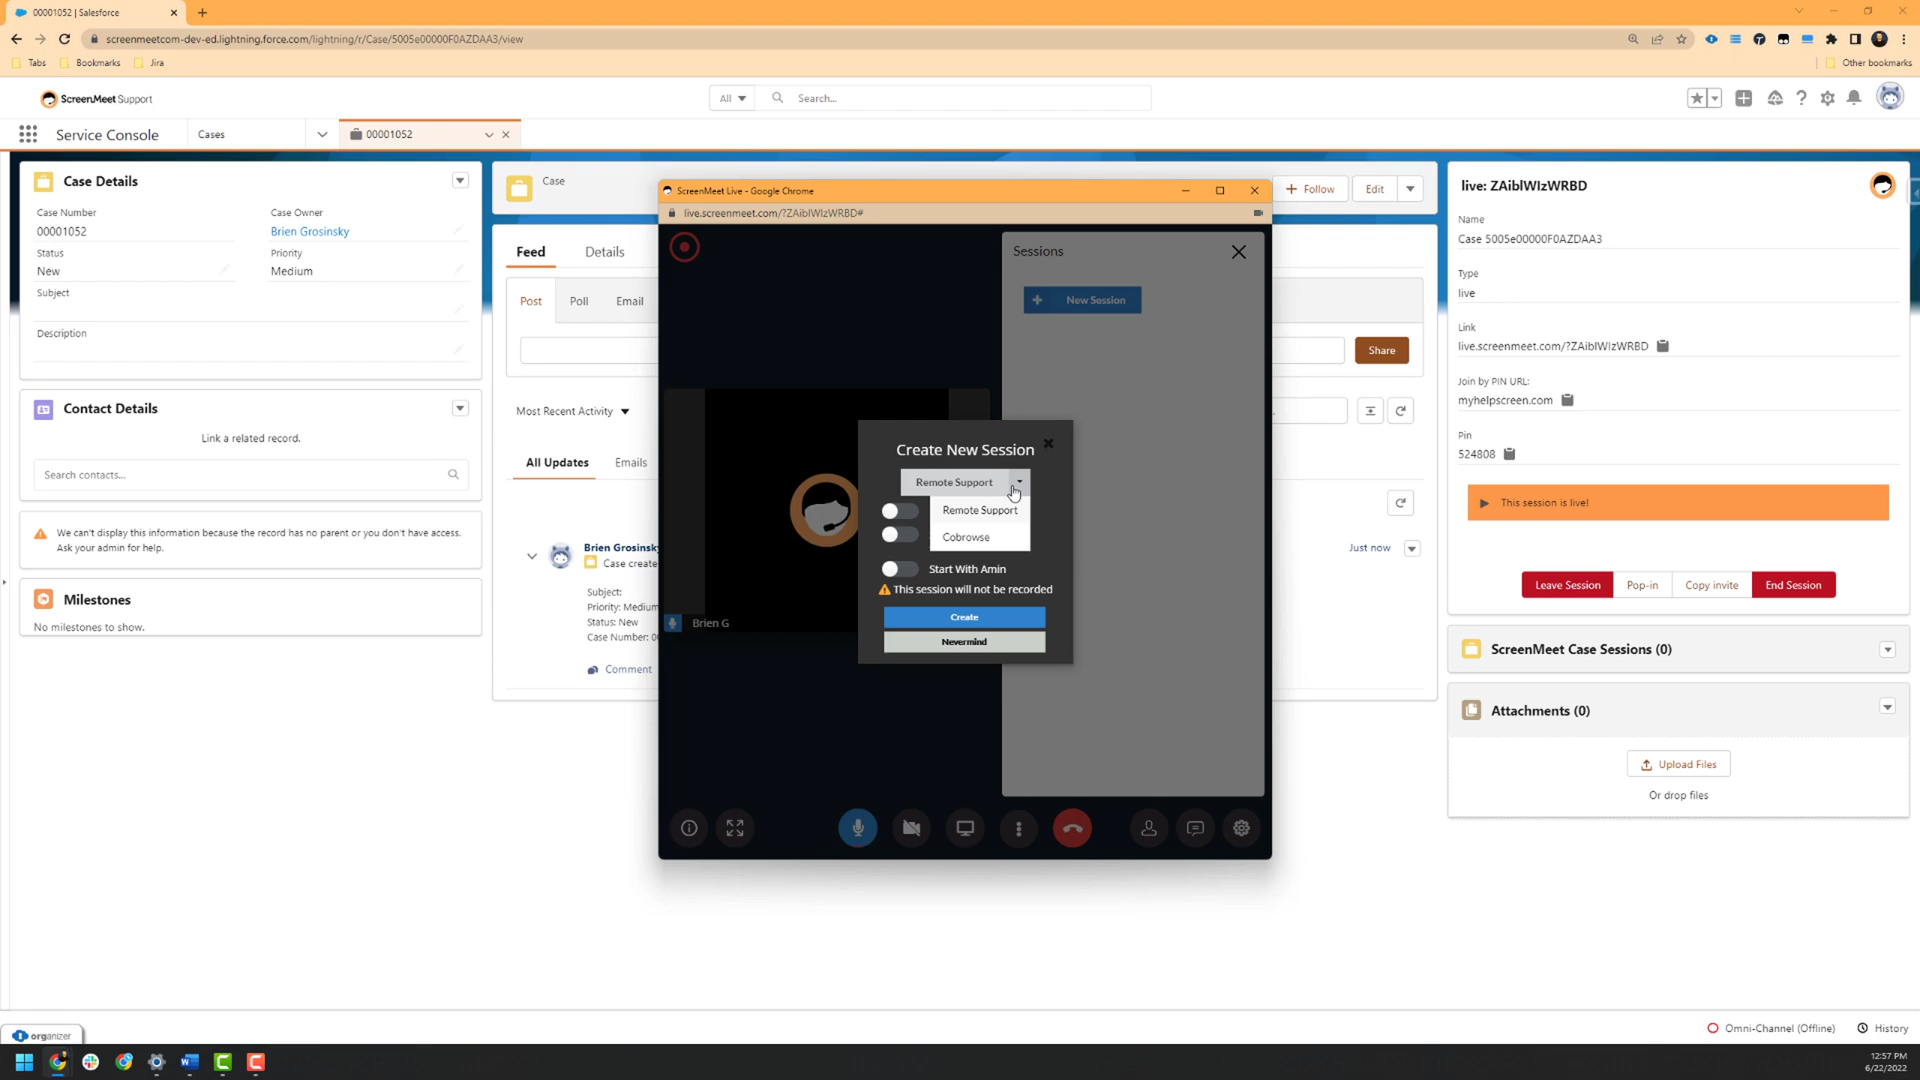 00001052 | Salesforce
screenmeetcom-dev-ed.lightning.force.com/lightning/r/Case/5005e00000F0AZDAA3/view
Tabs
Bookmarks
Jira
Other bookmarks
ScreenMeet Support
All
Search...
Service Console
Cases
00001052
Case Details
Case Number
00001052
Case Owner
Brien Grosinsky
Status
New
Priority
Medium
Subject
Description
Contact Details
Link a related record.
Search contacts...
We can't display this information because the record has no parent or you don't have access.
Ask your admin for help.
Milestones
No milestones to show.
Case
Follow
Edit
Feed
Details
Post
Poll
Email
Share
Most Recent Activity
All Updates
Emails
Brien Grosinsky
Case create
Just now
Subject:
Priority: Medium
Status: New
Case Number: 00
Comment
ScreenMeet Live - Google Chrome
live.screenmeet.com/?ZAiblWIzWRBD#
Sessions
New Session
Brien G
Create New Session
Remote Support
Remote Support
Cobrowse
Start With Amin
This session will not be recorded
Create
Nevermind
live: ZAiblWIzWRBD
Name
Case 5005e00000F0AZDAA3
Type
live
Link
live.screenmeet.com/?ZAiblWIzWRBD
Join by PIN URL:
myhelpscreen.com
Pin
524808
This session is live!
Leave Session
Pop-in
Copy invite
End Session
ScreenMeet Case Sessions (0)
Attachments (0)
Upload Files
Or drop files
organizer
Omni-Channel (Offline)
History
12:57 PM
6/22/2022